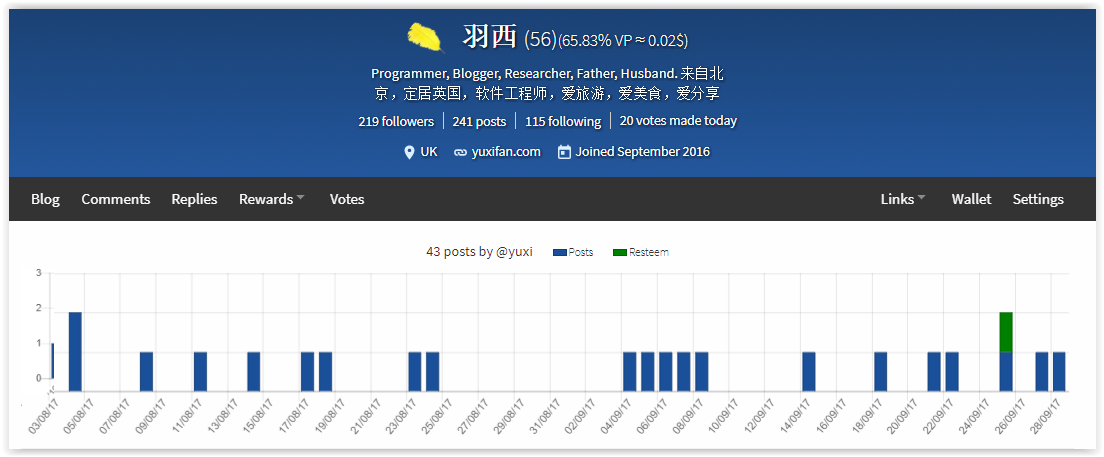 羽西 (56)(65.83% VP ≈ 0.02$)
Programmer, Blogger, Researcher, Father, Husband. 来自北
京，定居英国，软件工程师，爱旅游，爱美食，爱分享
219 followers 241 posts 115 following 20 votes made today
UK yuxifan.com Joined September 2016
Blog Comments Replies Rewards Votes Links Wallet Settings
43 posts by @yuxi Posts Resteem
3
2
1
0
03/08/17 05/08/17 07/08/17 09/08/17 11/08/17 13/08/17 15/08/17 17/08/17 19/08/17 21/08/17 23/08/17 25/08/17 27/08/17 29/08/17 31/08/17 02/09/17 04/09/17 06/09/17 08/09/17 10/09/17 12/09/17 14/09/17 16/09/17 18/09/17 20/09/17 22/09/17 24/09/17 26/09/17 28/09/17